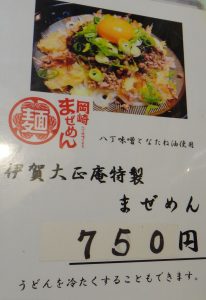 麺
岡崎
まぜめん
八丁味噌となたね油使用
伊賀大正庵特製
まぜめん
７５０円
うどんを冷たくすることもできます。